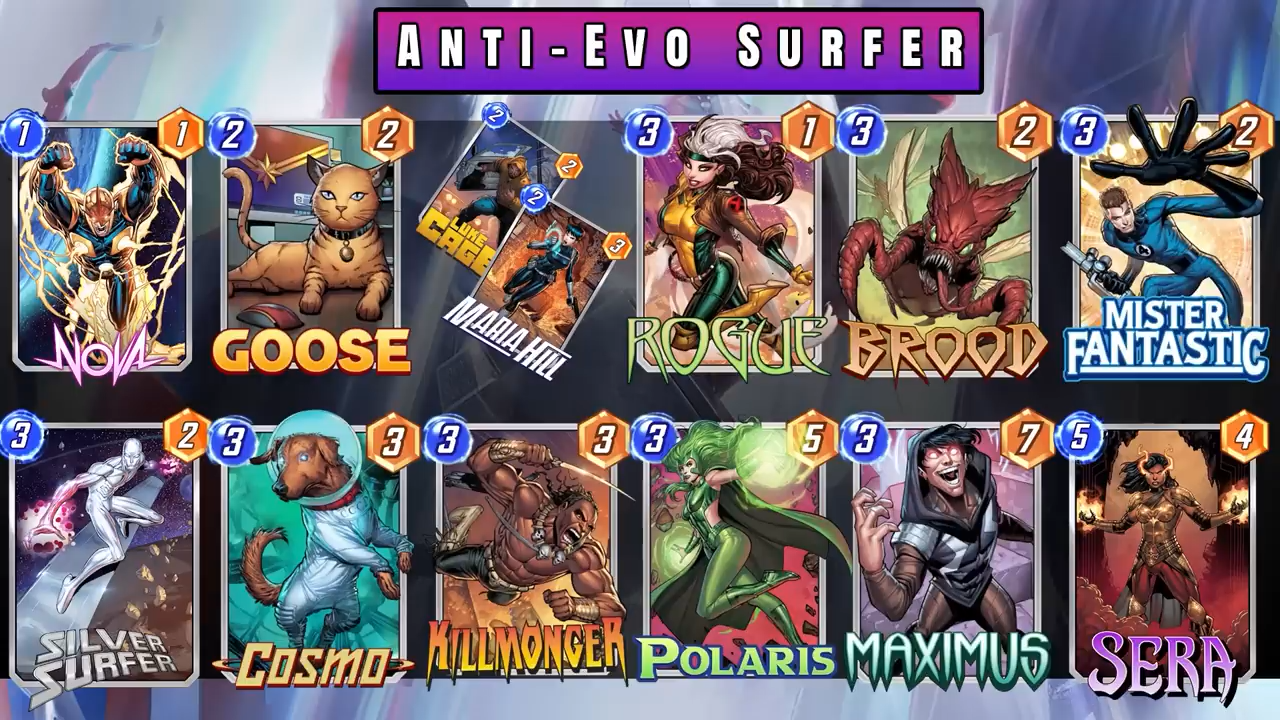 ANTI-EVO SURFER
1 1 2 2 2 2 2 3 3 1 3 2 3 2
NOVA
GOOSE
LUKE CAGE
MARIA HILL
ROGUE
BROOD
MISTER FANTASTIC
3 2 3 3 3 3 3 5 3 7 5 4
SILVER SURFER
COSMO
KILLMONGER
POLARIS
MAXIMUS
SERA